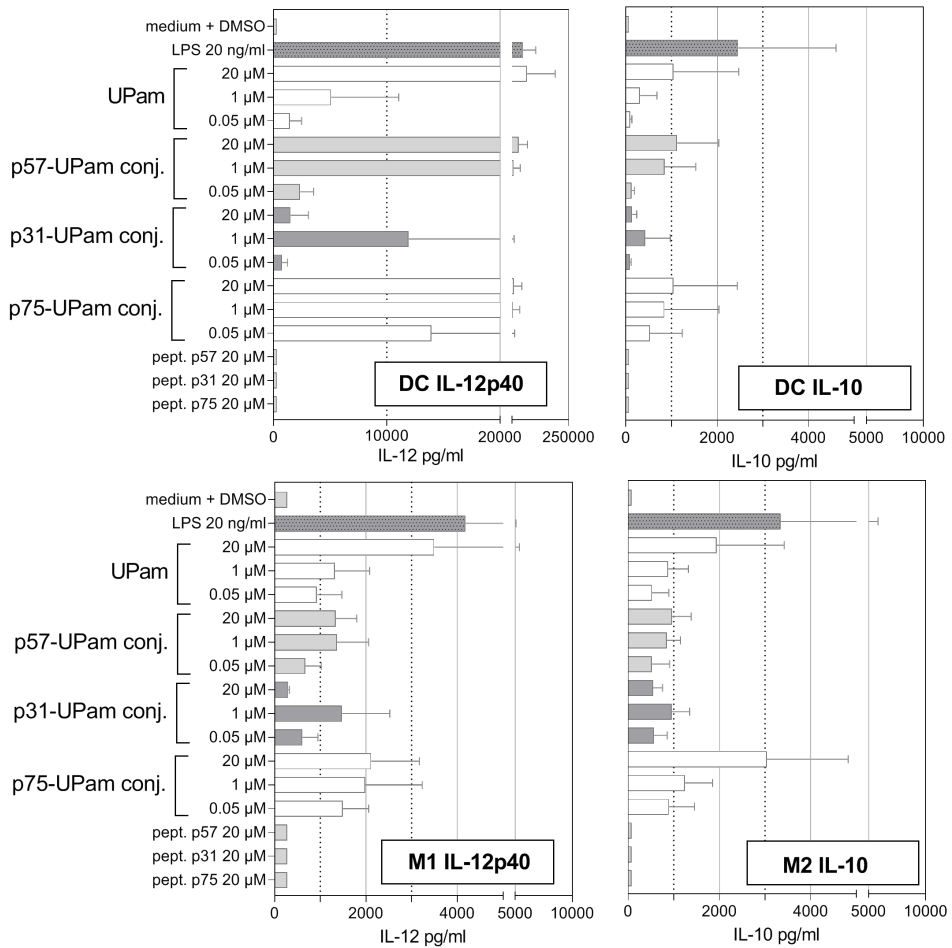 medium + DMSO
LPS 20 ng/ml
UPam
20 µM
1 µM
0.05 µM
p57-UPam conj.
20 µM
1 µM
0.05 µM
p31-UPam conj.
20 µM
1 µM
0.05 µM
p75-UPam conj.
20 µM
1 µM
0.05 µM
pept. p57 20 µM
pept. p31 20 µM
pept. p75 20 µM
DC IL-12p40
0 10000 20000 250000
IL-12 pg/ml
DC IL-10
0 2000 4000 5000 10000
IL-10 pg/ml
medium + DMSO
LPS 20 ng/ml
UPam
20 µM
1 µM
0.05 µM
p57-UPam conj.
20 µM
1 µM
0.05 µM
p31-UPam conj.
20 µM
1 µM
0.05 µM
p75-UPam conj.
20 µM
1 µM
0.05 µM
pept. p57 20 µM
pept. p31 20 µM
pept. p75 20 µM
M1 IL-12p40
0 2000 4000 5000 10000
IL-12 pg/ml
M2 IL-10
0 2000 4000 5000 10000
IL-10 pg/ml